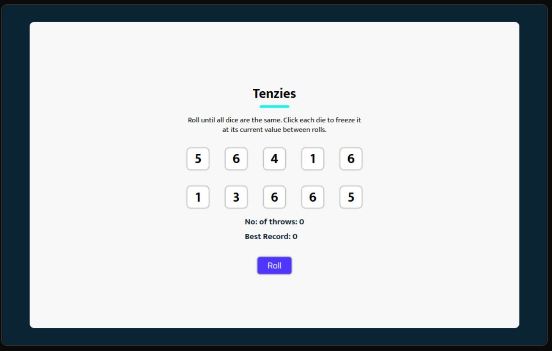 Tenzies
Roll until all dice are the same. Click each die to freeze it
at its current value between rolls.
5 6 4 1 6
1 3 6 6 5
No: of throws: 0
Best Record: 0
Roll